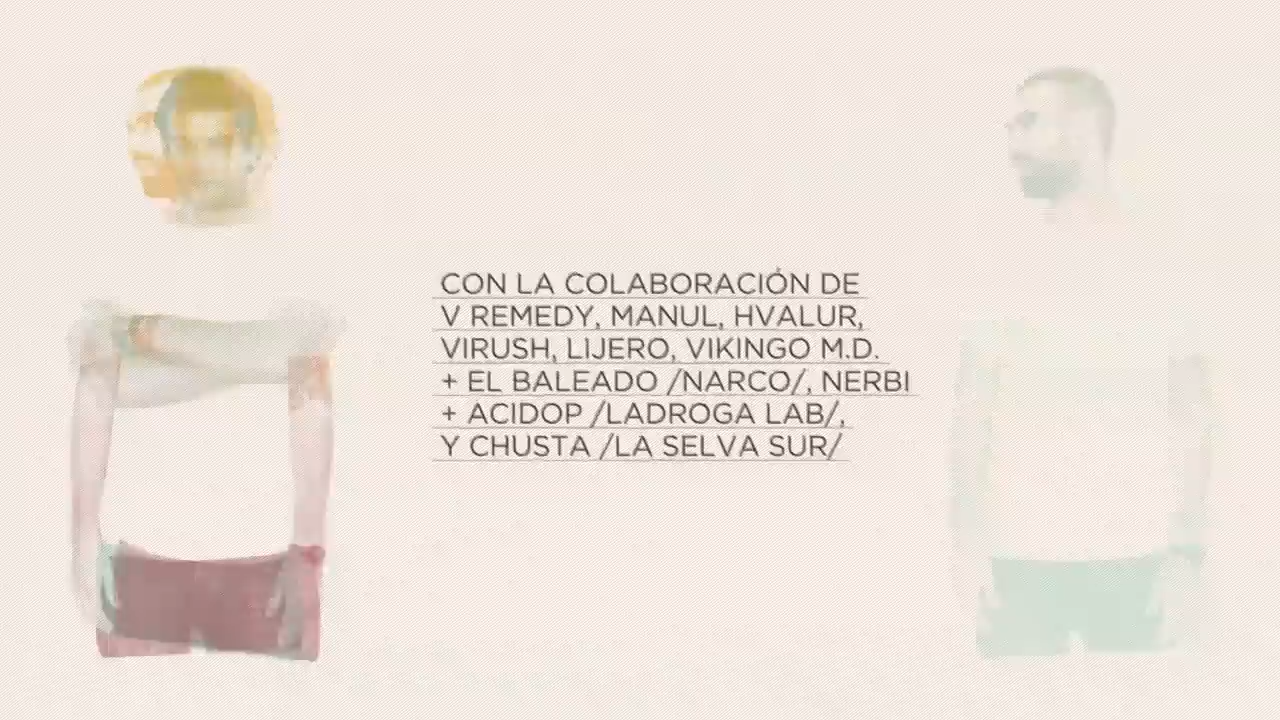 CON LA COLABORACIÓN DE
V REMEDY, MANUL, HVALUR,
VIRUSH, LIJERO, VIKINGO M.D.
+ EL BALEADO /NARCO/, NERBI
+ ACIDOP /LADROGA LAB/,
Y CHUSTA /LA SELVA SUR/